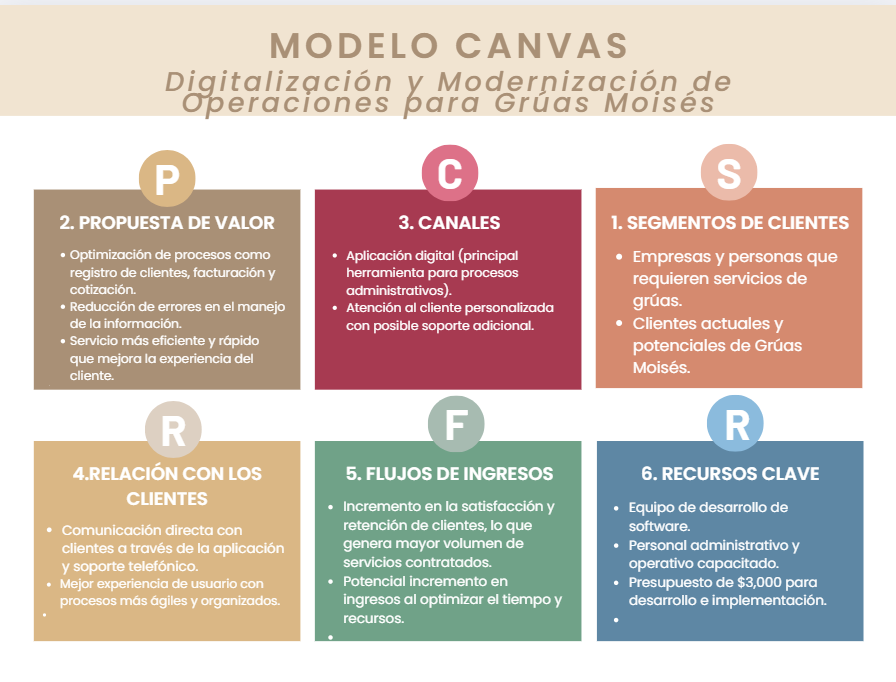 MODELO CANVAS
Digitalización y Modernización de
Operaciones para Grúas Moisés
P
2. PROPUESTA DE VALOR
• Optimización de procesos como
registro de clientes, facturación y
cotización.
• Reducción de errores en el manejo
de la información.
• Servicio más eficiente y rápido
que mejora la experiencia del
cliente.
C
3. CANALES
• Aplicación digital (principal
herramienta para procesos
administrativos).
• Atención al cliente personalizada
con posible soporte adicional.
S
1. SEGMENTOS DE CLIENTES
• Empresas y personas que
requieren servicios de
grúas.
• Clientes actuales y
potenciales de Grúas
Moisés.
R
4.RELACIÓN CON LOS
CLIENTES
• Comunicación directa con
clientes a través de la aplicación
y soporte telefónico.
• Mejor experiencia de usuario con
procesos más ágiles y organizados.
•
F
5. FLUJOS DE INGRESOS
• Incremento en la satisfacción y
retención de clientes, lo que
genera mayor volumen de
servicios contratados.
• Potencial incremento en
ingresos al optimizar el tiempo y
recursos.
•
R
6. RECURSOS CLAVE
• Equipo de desarrollo de
software.
• Personal administrativo y
operativo capacitado.
• Presupuesto de $3,000 para
desarrollo e implementación.
•